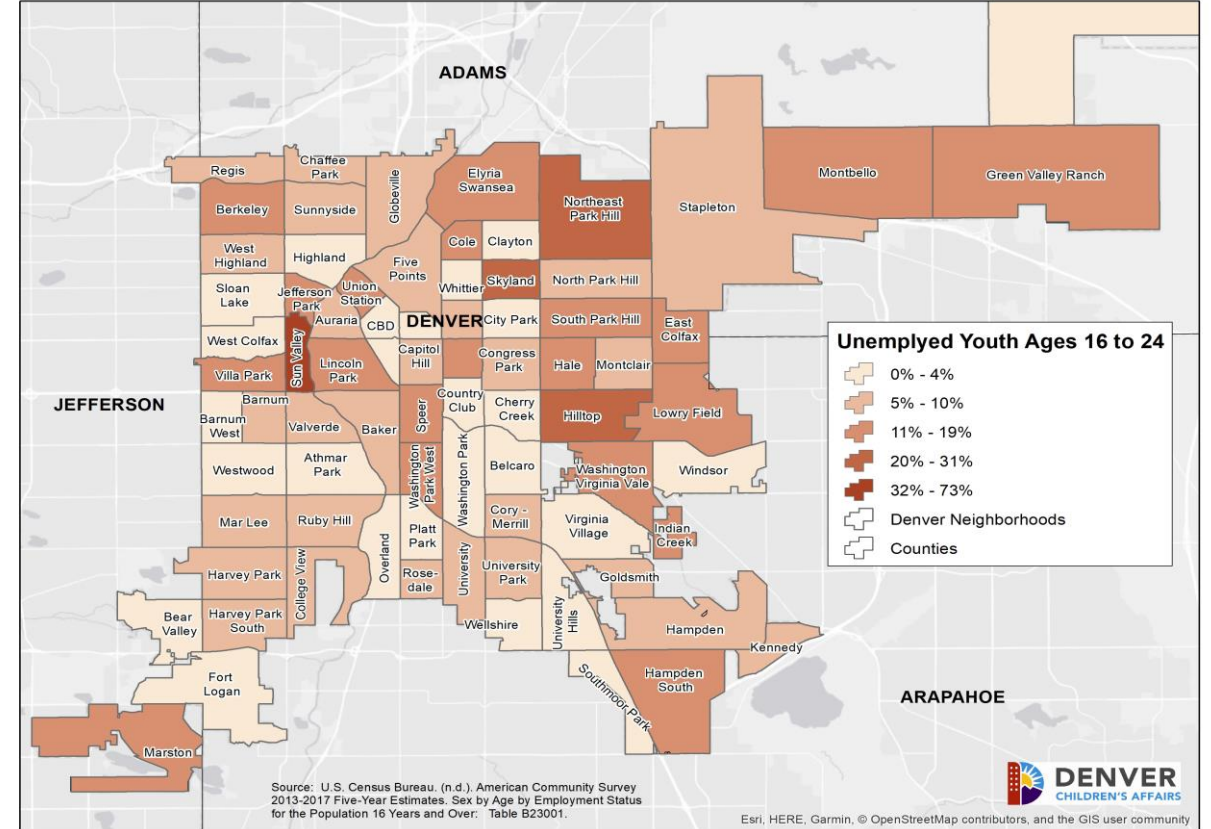 ADAMS
Regis
Chaffee
Park
Globeville
Elyria
Swansea
Northeast
Park Hill
Stapleton
Montbello
Green Valley Ranch
Berkeley
Sunnyside
West
Highland
Highland
Cole
Clayton
Five
Points
Sloan
Lake
Jefferson
Park
Union
Station
Whittier
Skyland
North Park Hill
Auraria
CBD
DENVER
City Park
South Park Hill
East
Colfax
West Colfax
Sun Valley
Lincoln
Park
Capitol
Hill
Congress
Park
Hale
Montclair
Villa Park
JEFFERSON
Barnum
Barnum
West
Valverde
Baker
Speer
Country
Club
Cherry
Creek
Hilltop
Lowry Field
Westwood
Athmar
Park
Washington
Park West
Washington Park
Belcaro
Washington
Virginia Vale
Windsor
Mar Lee
Ruby Hill
Overland
Platt
Park
University
Cory -
Merrill
Virginia
Village
Indian
Creek
Harvey Park
College View
Rose-
dale
University
Park
Goldsmith
Bear
Valley
Harvey Park
South
Wellshire
University
Hills
Hampden
Kennedy
Fort
Logan
Southmoor Park
Hampden
South
ARAPAHOE
Marston
Unemplyed Youth Ages 16 to 24
0% - 4%
5% - 10%
11% - 19%
20% - 31%
32% - 73%
Denver Neighborhoods
Counties
Source: U.S. Census Bureau. (n.d.). American Community Survey
2013-2017 Five-Year Estimates. Sex by Age by Employment Status
for the Population 16 Years and Over: Table B23001.
DENVER
CHILDREN'S AFFAIRS
Esri, HERE, Garmin, © OpenStreetMap contributors, and the GIS user community